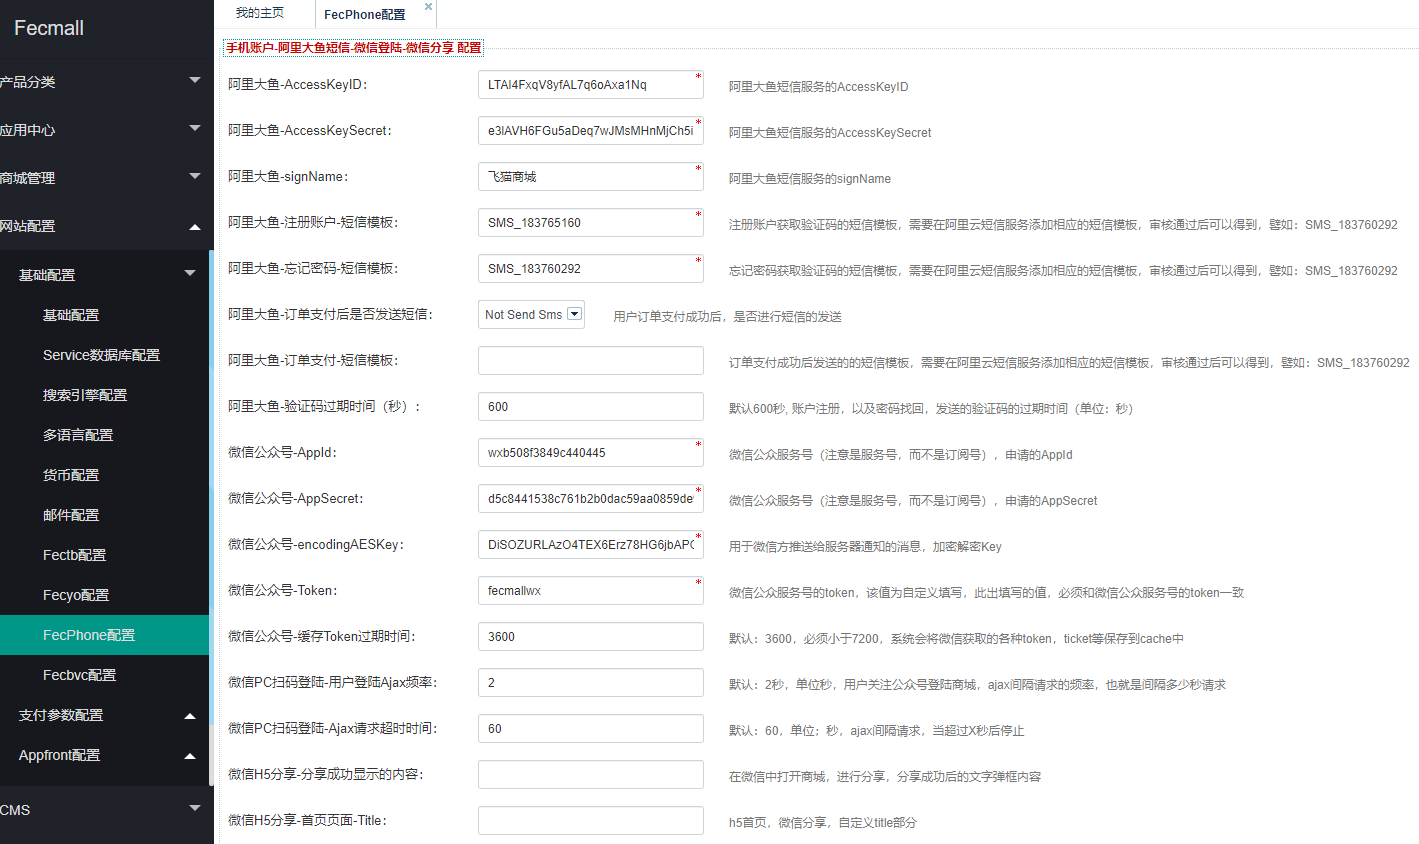 Fecmall
产品分类
应用中心
商城管理
网站配置
基础配置
基础配置
Service数据库配置
搜索引擎配置
多语言配置
货币配置
邮件配置
Fectb配置
Fecyo配置
FecPhone配置
Fecbvc配置
支付参数配置
Appfront配置
CMS
我的主页
FecPhone配置
手机账户-阿里大鱼短信-微信登陆-微信分享 配置
阿里大鱼-AccessKeyID: LTAI4FxqV8yfAL7q6oAxa1Nq * 阿里大鱼短信服务的AccessKeyID
阿里大鱼-AccessKeySecret: e3IAVH6FGu5aDeq7wJMsMHnMjCh5i * 阿里大鱼短信服务的AccessKeySecret
阿里大鱼-signName: 飞猫商城 * 阿里大鱼短信服务的signName
阿里大鱼-注册账户-短信模板: SMS_183765160 * 注册账户获取验证码的短信模板，需要在阿里云短信服务添加相应的短信模板，审核通过后可以得到，譬如：SMS_183760292
阿里大鱼-忘记密码-短信模板: SMS_183760292 * 忘记密码获取验证码的短信模板，需要在阿里云短信服务添加相应的短信模板，审核通过后可以得到，譬如：SMS_183760292
阿里大鱼-订单支付后是否发送短信: Not Send Sms 用户订单支付成功后，是否进行短信的发送
阿里大鱼-订单支付-短信模板: 订单支付成功后发送的的短信模板，需要在阿里云短信服务添加相应的短信模板，审核通过后可以得到，譬如：SMS_183760292
阿里大鱼-验证码过期时间（秒）: 600 默认600秒, 账户注册，以及密码找回，发送的验证码的过期时间（单位：秒）
微信公众号-AppId: wxb508f3849c440445 * 微信公众服务号（注意是服务号，而不是订阅号），申请的AppId
微信公众号-AppSecret: d5c8441538c761b2b0dac59aa0859de * 微信公众服务号（注意是服务号，而不是订阅号），申请的AppSecret
微信公众号-encodingAESKey: DiSOZURLAzO4TEX6Erz78HG6jbAPC * 用于微信方推送给服务器通知的消息，加密解密Key
微信公众号-Token: fecmallwx * 微信公众服务号的token，该值为自定义填写，此出填写的值，必须和微信公众服务号的token一致
微信公众号-缓存Token过期时间: 3600 默认：3600，必须小于7200，系统会将微信获取的各种token，ticket等保存到cache中
微信PC扫码登陆-用户登陆Ajax频率: 2 默认：2秒，单位秒，用户关注公众号登陆商城，ajax间隔请求的频率，也就是间隔多少秒请求
微信PC扫码登陆-Ajax请求超时时间: 60 默认：60，单位；秒，ajax间隔请求，当超过X秒后停止
微信H5分享-分享成功显示的内容: 在微信中打开商城，进行分享，分享成功后的文字弹框内容
微信H5分享-首页页面-Title: h5首页，微信分享，自定义title部分